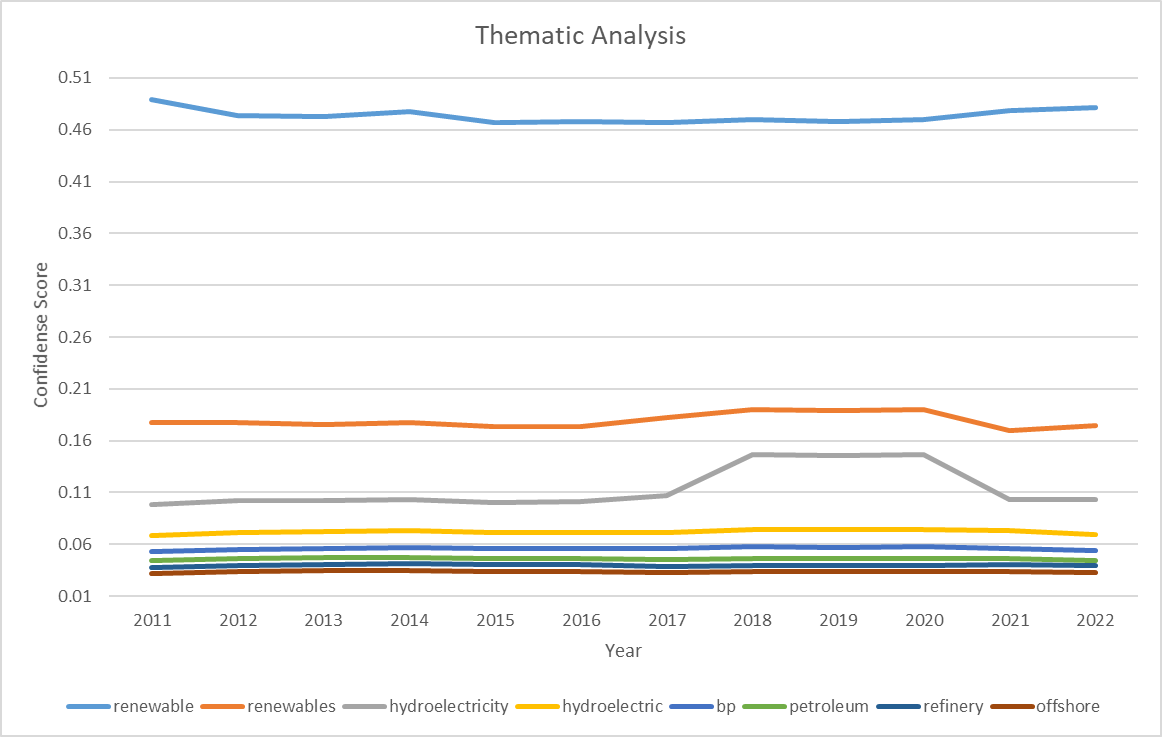 Thematic Analysis
0.51
0.46
0.41
0.36
0.31
0.26
0.21
0.16
0.11
0.06
0.01
Confidense Score
2011 2012 2013 2014 2015 2016 2017 2018 2019 2020 2021 2022
Year
renewable renewables hydroelectricity hydroelectric bp petroleum refinery offshore